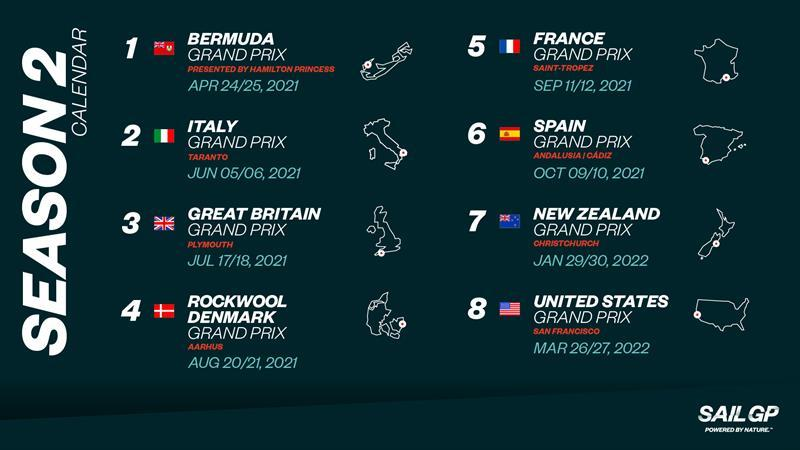 SEASON 2
CALENDAR
1
BERMUDA
GRAND PRIX
PRESENTED BY HAMILTON PRINCESS
APR 24/25, 2021
2
ITALY
GRAND PRIX
TARANTO
JUN 05/06, 2021
3
GREAT BRITAIN
GRAND PRIX
PLYMOUTH
JUL 17/18, 2021
4
ROCKWOOL
DENMARK
GRAND PRIX
AARHUS
AUG 20/21, 2021
5
FRANCE
GRAND PRIX
SAINT-TROPEZ
SEP 11/12, 2021
6
SPAIN
GRAND PRIX
ANDALUSIA | CÁDIZ
OCT 09/10, 2021
7
NEW ZEALAND
GRAND PRIX
CHRISTCHURCH
JAN 29/30, 2022
8
UNITED STATES
GRAND PRIX
SAN FRANCISCO
MAR 26/27, 2022
SAIL GP
POWERED BY NATURE.™